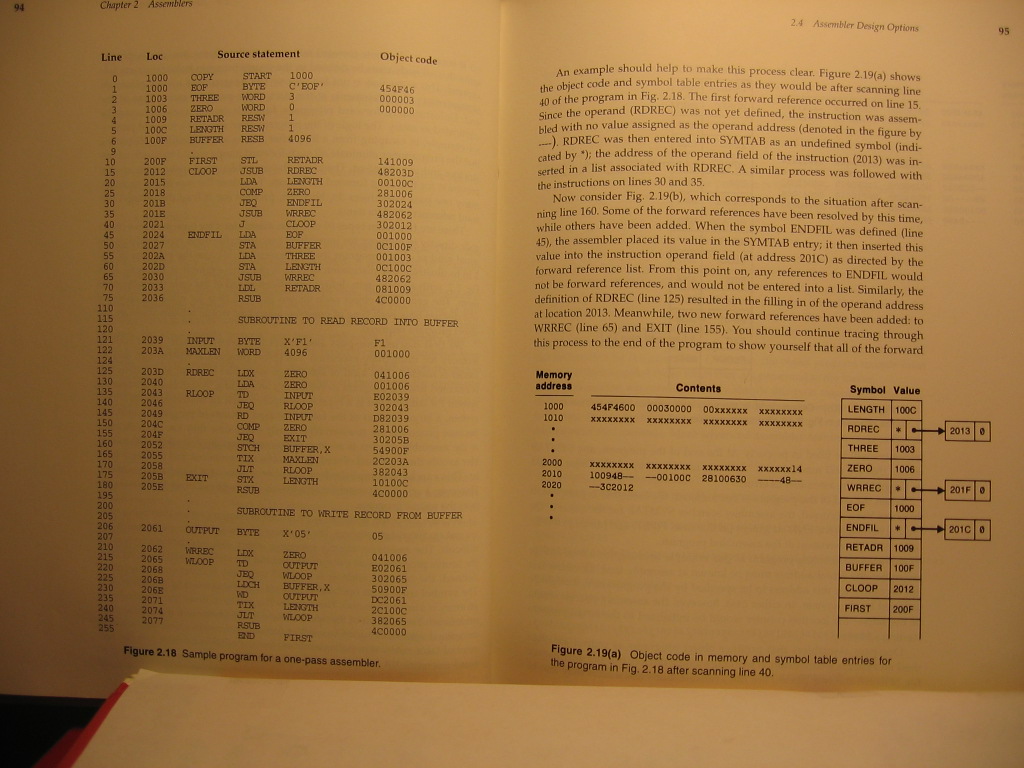 94
Chapter 2 Assemblers
Line Loc Source statement Object code
0 1000 COPY START 1000
1 1000 EOF BYTE C'EOF' 454F46
2 1003 THREE WORD 3 000003
3 1006 ZERO WORD 0 000000
4 1009 RETADR RESW 1
5 100C LENGTH RESW 1
6 100F BUFFER RESB 4096
9 .
10 200F FIRST STL RETADR 141009
15 2012 CLOOP JSUB RDREC 48203D
20 2015 LDA LENGTH 00100C
25 2018 COMP ZERO 281006
30 201B JEQ ENDFIL 302024
35 201E JSUB WRREC 482062
40 2021 J CLOOP 302012
45 2024 ENDFIL LDA EOF 001000
50 2027 STA BUFFER 0C100F
55 202A LDA THREE 001003
60 202D STA LENGTH 0C100C
65 2030 JSUB WRREC 482062
70 2033 LDL RETADR 081009
75 2036 RSUB 4C0000
110 .
115 . SUBROUTINE TO READ RECORD INTO BUFFER
120 .
121 2039 INPUT BYTE X'F1' F1
122 203A MAXLEN WORD 4096 001000
124 .
125 203D RDREC LDX ZERO 041006
130 2040 LDA ZERO 001006
135 2043 RLOOP TD INPUT E02039
140 2046 JEQ RLOOP 302043
145 2049 RD INPUT D82039
150 204C COMP ZERO 281006
155 204F JEQ EXIT 30205B
160 2052 STCH BUFFER,X 54900F
165 2055 TIX MAXLEN 2C203A
170 2058 JLT RLOOP 382043
175 205B EXIT STX LENGTH 10100C
180 205E RSUB 4C0000
195 .
200 . SUBROUTINE TO WRITE RECORD FROM BUFFER
205 .
206 2061 OUTPUT BYTE X'05' 05
207 .
210 2062 WRREC LDX ZERO 041006
215 2065 WLOOP TD OUTPUT E02061
220 2068 JEQ WLOOP 302065
225 206B LDCH BUFFER,X 50900F
230 206E WD OUTPUT DC2061
235 2071 TIX LENGTH 2C100C
240 2074 JLT WLOOP 382065
245 2077 RSUB 4C0000
255 END FIRST
Figure 2.18 Sample program for a one-pass assembler.
2.4 Assembler Design Options 95
An example should help to make this process clear. Figure 2.19(a) shows
the object code and symbol table entries as they would be after scanning line
40 of the program in Fig. 2.18. The first forward reference occurred on line 15.
Since the operand (RDREC) was not yet defined, the instruction was assem-
bled with no value assigned as the operand address (denoted in the figure by
----). RDREC was then entered into SYMTAB as an undefined symbol (indi-
cated by *); the address of the operand field of the instruction (2013) was in-
serted in a list associated with RDREC. A similar process was followed with
the instructions on lines 30 and 35.
Now consider Fig. 2.19(b), which corresponds to the situation after scan-
ning line 160. Some of the forward references have been resolved by this time,
while others have been added. When the symbol ENDFIL was defined (line
45), the assembler placed its value in the SYMTAB entry; it then inserted this
value into the instruction operand field (at address 201C) as directed by the
forward reference list. From this point on, any references to ENDFIL would
not be forward references, and would not be entered into a list. Similarly, the
definition of RDREC (line 125) resulted in the filling in of the operand address
at location 2013. Meanwhile, two new forward references have been added: to
WRREC (line 65) and EXIT (line 155). You should continue tracing through
this process to the end of the program to show yourself that all of the forward
Memory
address Contents
1000 454F4600 00030000 00xxxxxx xxxxxxxx
1010 xxxxxxxx xxxxxxxx xxxxxxxx xxxxxxxx
•
•
•
2000 xxxxxxxx xxxxxxxx xxxxxxxx xxxxxx14
2010 100948-- --00100C 28100630 ----48--
2020 --3C2012
•
•
•
Symbol Value
LENGTH 100C
RDREC * 2013 0
THREE 1003
ZERO 1006
WRREC * 201F 0
EOF 1000
ENDFIL * 201C 0
RETADR 1009
BUFFER 100F
CLOOP 2012
FIRST 200F
Figure 2.19(a) Object code in memory and symbol table entries for
the program in Fig. 2.18 after scanning line 40.